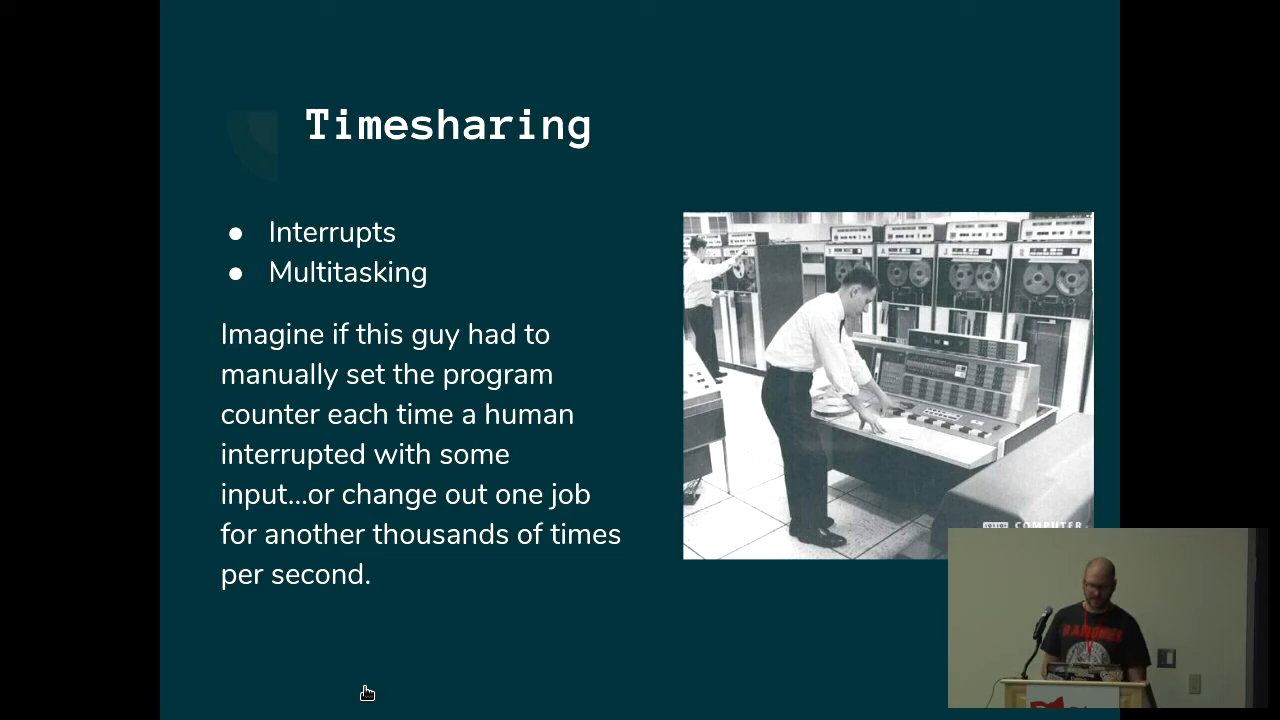 Timesharing
● Interrupts
● Multitasking
Imagine if this guy had to
manually set the program
counter each time a human
interrupted with some
input...or change out one job
for another thousands of times
per second.
COMPUTER
RAMONES